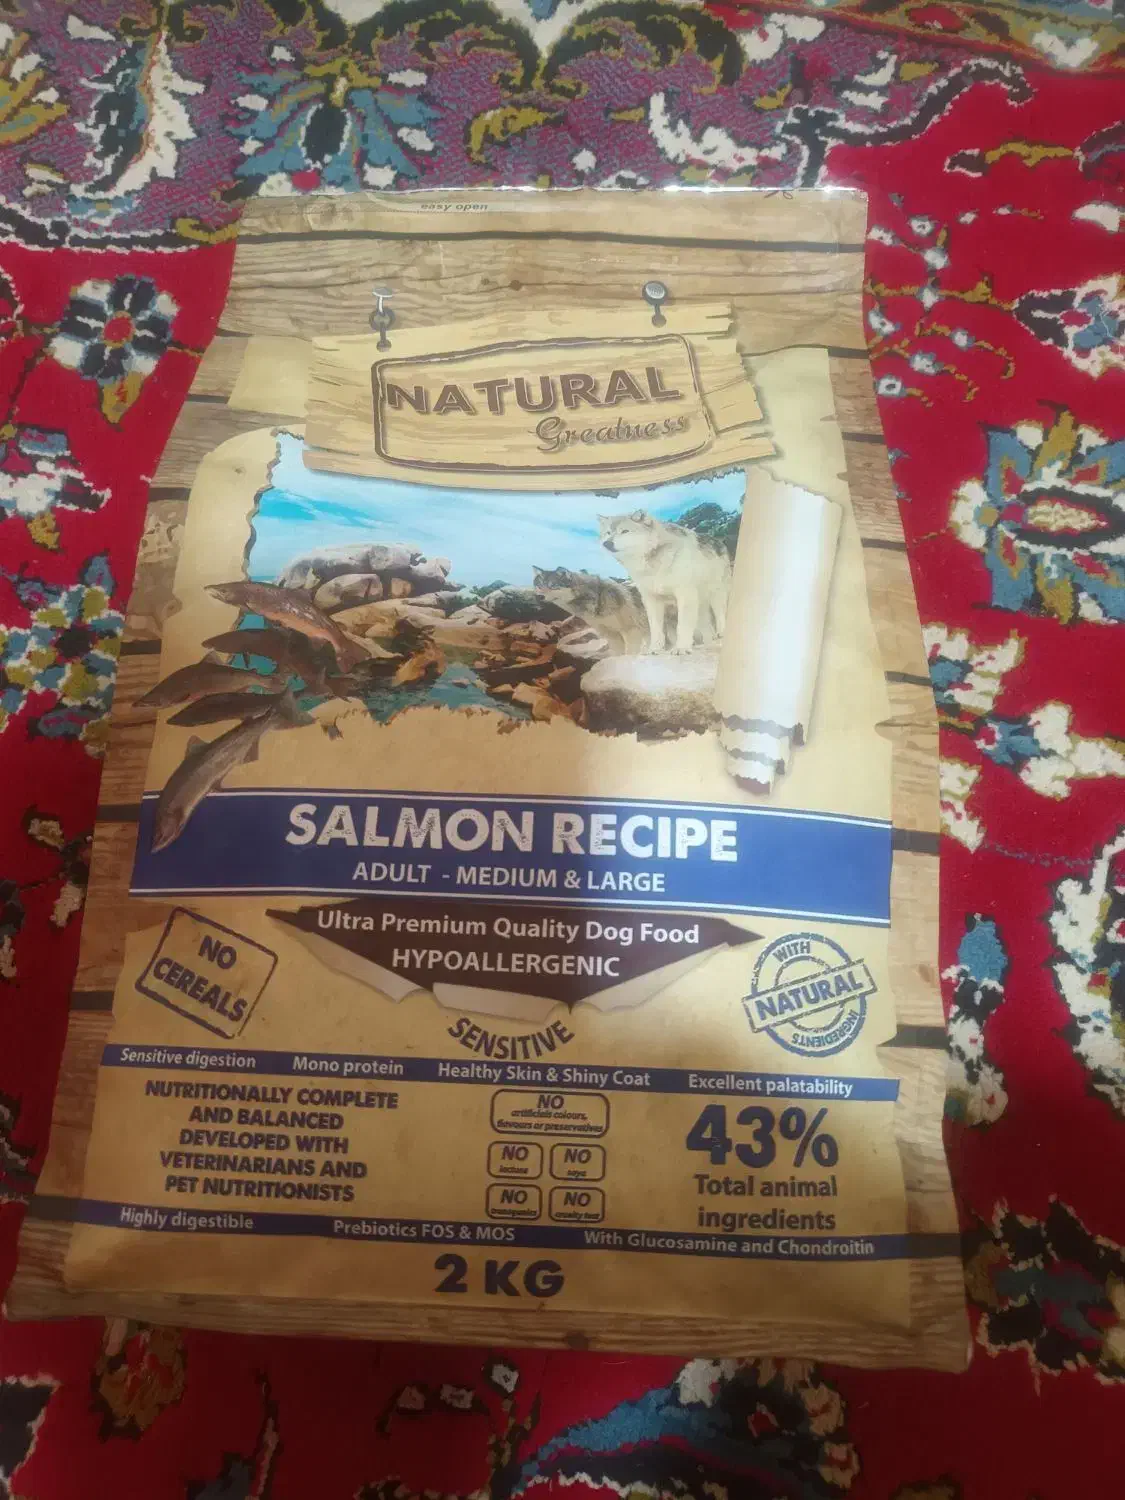 easy open
NATURAL
Greatness
SALMON RECIPE
ADULT - MEDIUM & LARGE
Ultra Premium Quality Dog Food
HYPOALLERGENIC
NO
CEREALS
WITH
NATURAL
INGREDIENTS
SENSITIVE
Sensitive digestion
Mono protein
Healthy Skin & Shiny Coat
Excellent palatability
NUTRITIONALLY COMPLETE
AND BALANCED
DEVELOPED WITH
VETERINARIANS AND
PET NUTRITIONISTS
NO
artificials colours,
flavours or preservatives
NO
lactose
NO
soya
NO
transgenics
NO
cruelty test
43%
Total animal
ingredients
Highly digestible
Prebiotics FOS & MOS
With Glucosamine and Chondroitin
2 KG